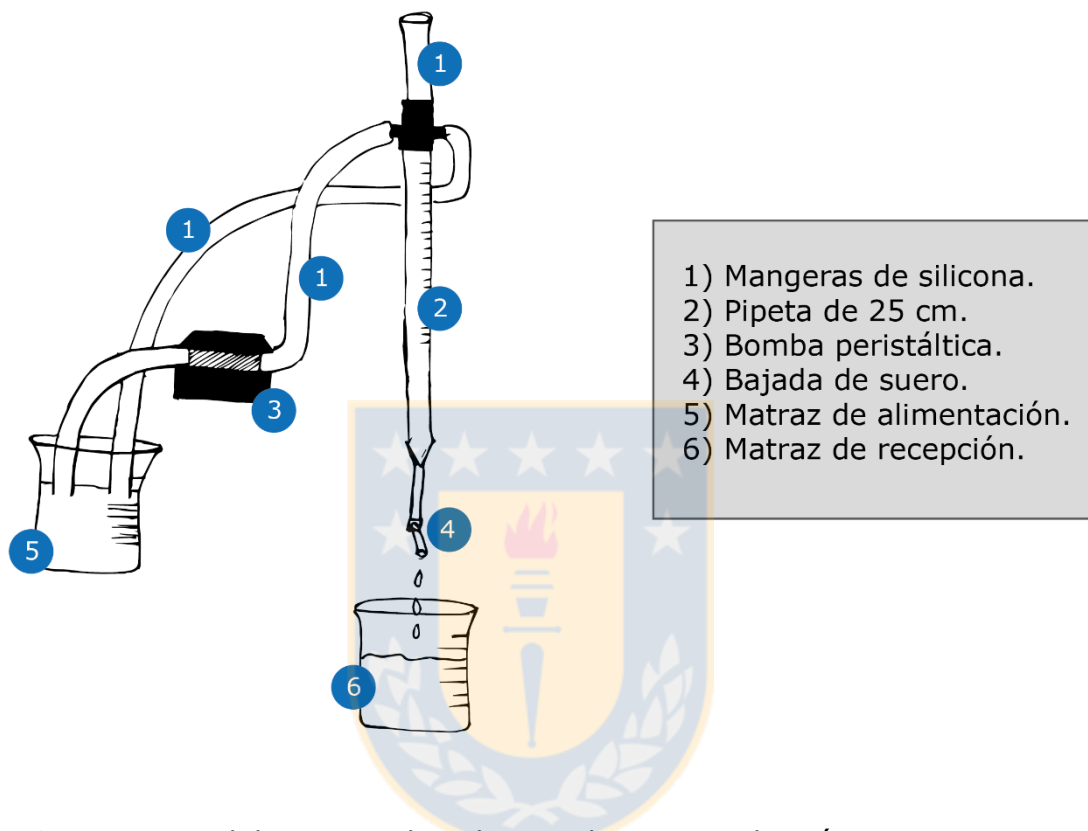 1
1
1
2
3
4
5
6
1) Mangeras de silicona.
2) Pipeta de 25 cm.
3) Bomba peristáltica.
4) Bajada de suero.
5) Matraz de alimentación.
6) Matraz de recepción.